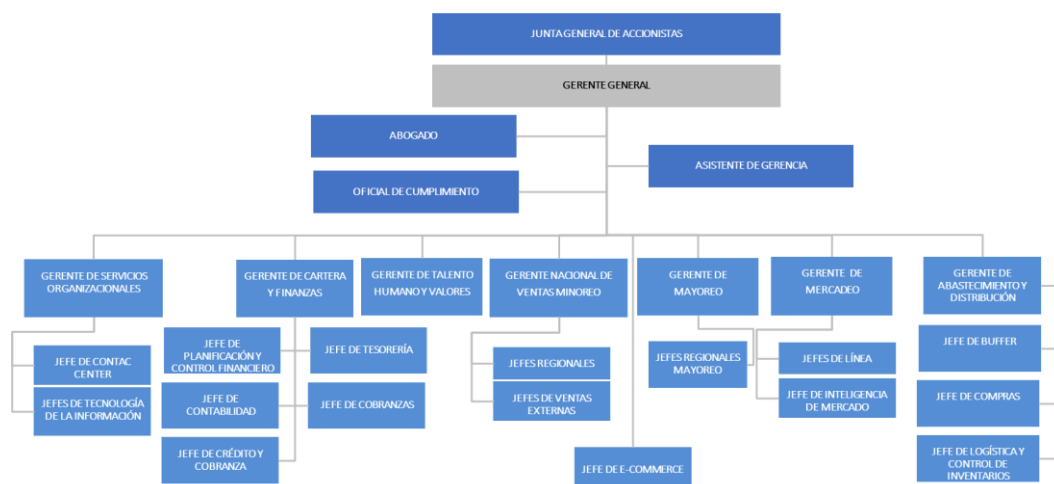 JUNTA GENERAL DE ACCIONISTAS
GERENTE GENERAL
ABOGADO
ASISTENTE DE GERENCIA
OFICIAL DE CUMPLIMIENTO
GERENTE DE SERVICIOS
ORGANIZACIONALES
GERENTE DE CARTERA
Y FINANZAS
GERENTE DE TALENTO
HUMANO Y VALORES
GERENTE NACIONAL DE
VENTAS MINOREO
GERENTE DE
MAYOREO
GERENTE DE
MERCADEO
GERENTE DE
ABASTECIMIENTO Y
DISTRIBUCIÓN
JEFE DE CONTAC
CENTER
JEFES DE TECNOLOGÍA
DE LA INFORMACIÓN
JEFE DE
PLANIFICACIÓN Y
CONTROL FINANCIERO
JEFE DE TESORERÍA
JEFE DE
CONTABILIDAD
JEFE DE COBRANZAS
JEFE DE CRÉDITO Y
COBRANZA
JEFES REGIONALES
JEFES DE VENTAS
EXTERNAS
JEFE DE E-COMMERCE
JEFES REGIONALES
MAYOREO
JEFES DE LÍNEA
JEFE DE INTELIGENCIA
DE MERCADO
JEFE DE BUFFER
JEFE DE COMPRAS
JEFE DE LOGÍSTICA Y
CONTROL DE
INVENTARIOS